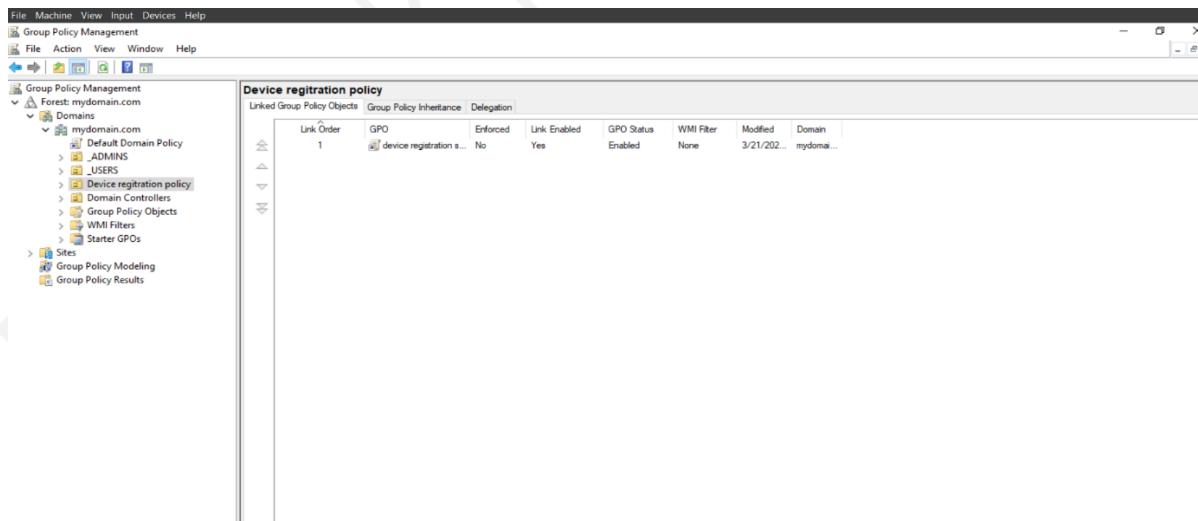 File Machine View Input Devices Help
Group Policy Management
File Action View Window Help
Group Policy Management
Forest: mydomain.com
Domains
mydomain.com
Default Domain Policy
_ADMINS
_USERS
Device regitration policy
Domain Controllers
Group Policy Objects
WMI Filters
Starter GPOs
Sites
Group Policy Modeling
Group Policy Results
Device regitration policy
Linked Group Policy Objects Group Policy Inheritance Delegation
Link Order GPO Enforced Link Enabled GPO Status WMI Filter Modified Domain
1 device registration s... No Yes Enabled None 3/21/202... mydomai...